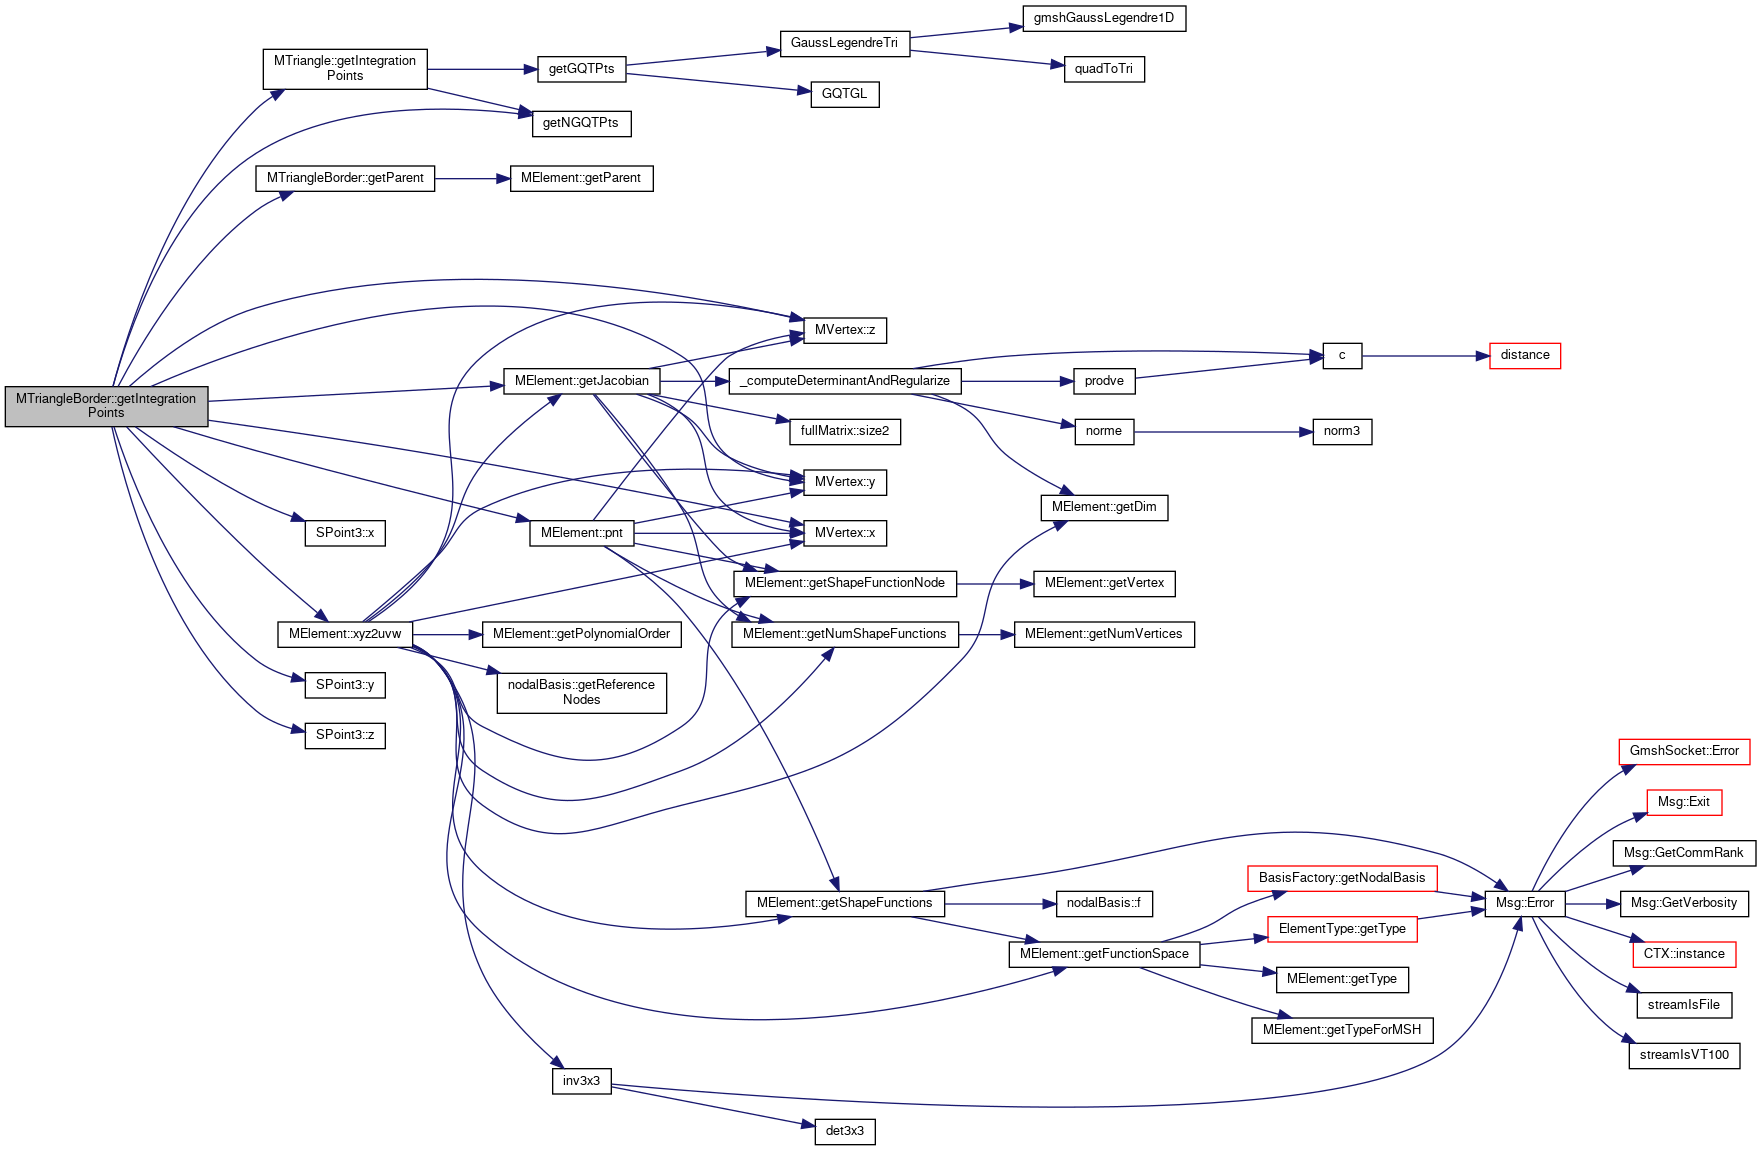 MTriangleBorder::getIntegration
Points
MTriangle::getIntegration
Points
getGQTPts
GaussLegendreTri
gmshGaussLegendre1D
quadToTri
GQTGL
getNGQTPts
MTriangleBorder::getParent
MElement::getParent
MVertex::z
MElement::getJacobian
_computeDeterminantAndRegularize
c
distance
prodve
fullMatrix::size2
norme
norm3
MVertex::y
MElement::getDim
SPoint3::x
MElement::pnt
MVertex::x
MElement::getShapeFunctionNode
MElement::getVertex
MElement::xyz2uvw
MElement::getPolynomialOrder
MElement::getNumShapeFunctions
MElement::getNumVertices
SPoint3::y
nodalBasis::getReference
Nodes
SPoint3::z
GmshSocket::Error
Msg::Exit
Msg::GetCommRank
BasisFactory::getNodalBasis
MElement::getShapeFunctions
nodalBasis::f
Msg::Error
Msg::GetVerbosity
ElementType::getType
MElement::getFunctionSpace
CTX::instance
MElement::getType
streamIsFile
MElement::getTypeForMSH
streamIsVT100
inv3x3
det3x3